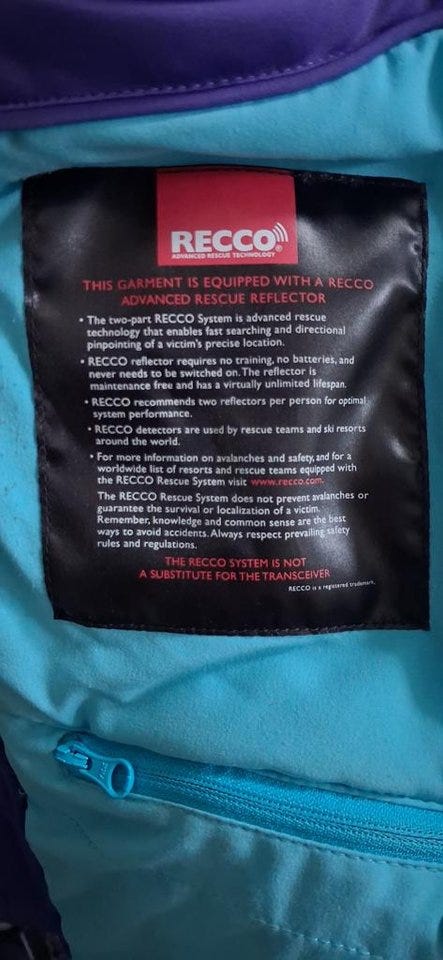 RECCO
ADVANCED RESCUE TECHNOLOGY
THIS GARMENT IS EQUIPPED WITH A RECCO
ADVANCED RESCUE REFLECTOR
• The two-part RECCO System is advanced rescue
technology that enables fast searching and directional
pinpointing of a victim's precise location.
• RECCO reflector requires no training, no batteries, and
never needs to be switched on. The reflector is
maintenance free and has a virtually unlimited lifespan.
• RECCO recommends two reflectors per person for optimal
system performance.
• RECCO detectors are used by rescue teams and ski resorts
around the world.
• For more information on avalanches and safety, and for a
worldwide list of resorts and rescue teams equipped with
the RECCO Rescue System visit www.recco.com.
The RECCO Rescue System does not prevent avalanches or
guarantee the survival or localization of a victim.
Remember, knowledge and common sense are the best
ways to avoid accidents. Always respect prevailing safety
rules and regulations.
THE RECCO SYSTEM IS NOT
A SUBSTITUTE FOR THE TRANSCEIVER
RECCO is a registered trademark.